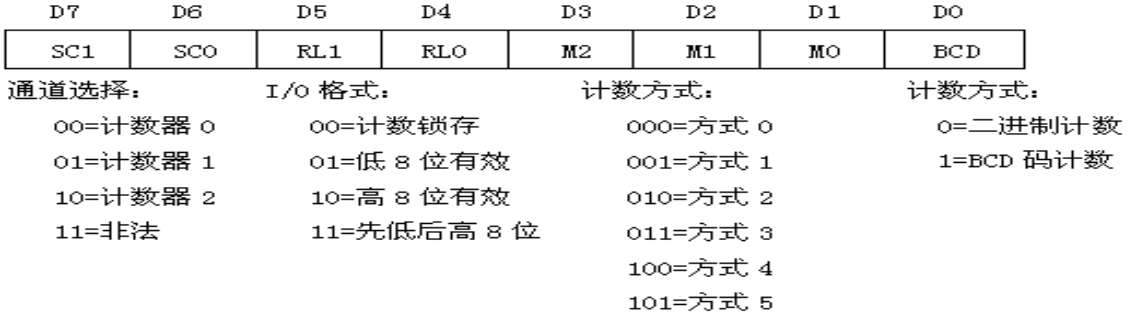 D7 D6 D5 D4 D3 D2 D1 D0
SC1 SC0 RL1 RL0 M2 M1 M0 BCD
通道选择： I/O 格式： 计数方式： 计数方式：
00=计数器 0 00=计数锁存 000=方式 0 0=二进制计数
01=计数器 1 01=低 8 位有效 001=方式 1 1=BCD 码计数
10=计数器 2 10=高 8 位有效 010=方式 2
11=非法 11=先低后高 8 位 011=方式 3
100=方式 4
101=方式 5